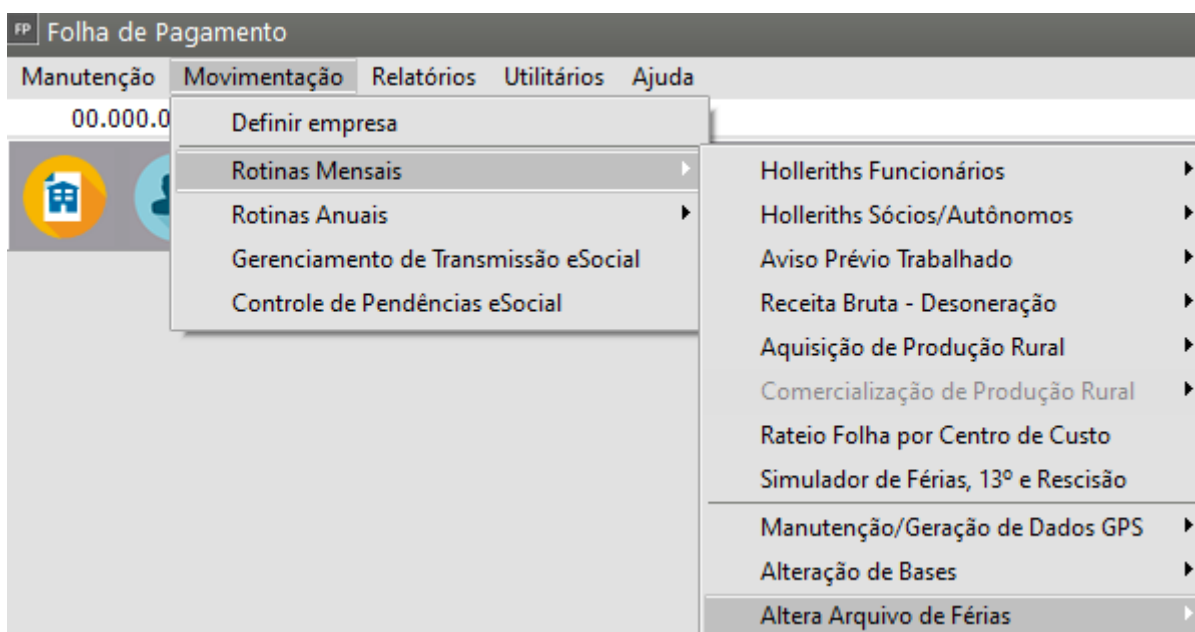 FP Folha de Pagamento
Manutenção Movimentação Relatórios Utilitários Ajuda
00.000.0
Definir empresa
Rotinas Mensais
Rotinas Anuais
Gerenciamento de Transmissão eSocial
Controle de Pendências eSocial
Holleriths Funcionários
Holleriths Sócios/Autônomos
Aviso Prévio Trabalhado
Receita Bruta - Desoneração
Aquisição de Produção Rural
Comercialização de Produção Rural
Rateio Folha por Centro de Custo
Simulador de Férias, 13º e Rescisão
Manutenção/Geração de Dados GPS
Alteração de Bases
Altera Arquivo de Férias